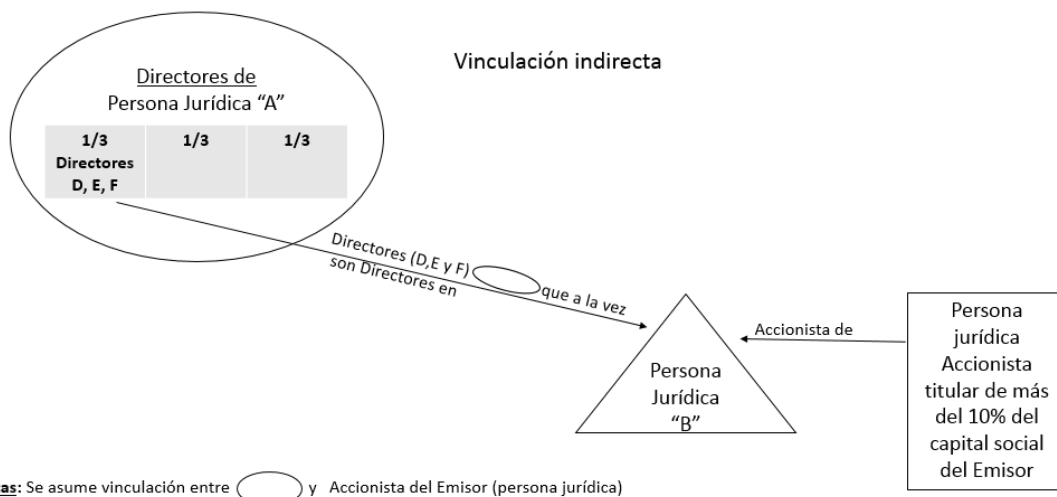 Vinculación indirecta
Directores de
Persona Jurídica “A”
1/3
Directores
D, E, F
1/3
1/3
Directores (D,E y F)
que a la vez
son Directores en
Persona
Jurídica
“B”
Accionista de
Persona
jurídica
Accionista
titular de más
del 10% del
capital social
del Emisor
as: Se asume vinculación entre y Accionista del Emisor (persona jurídica)